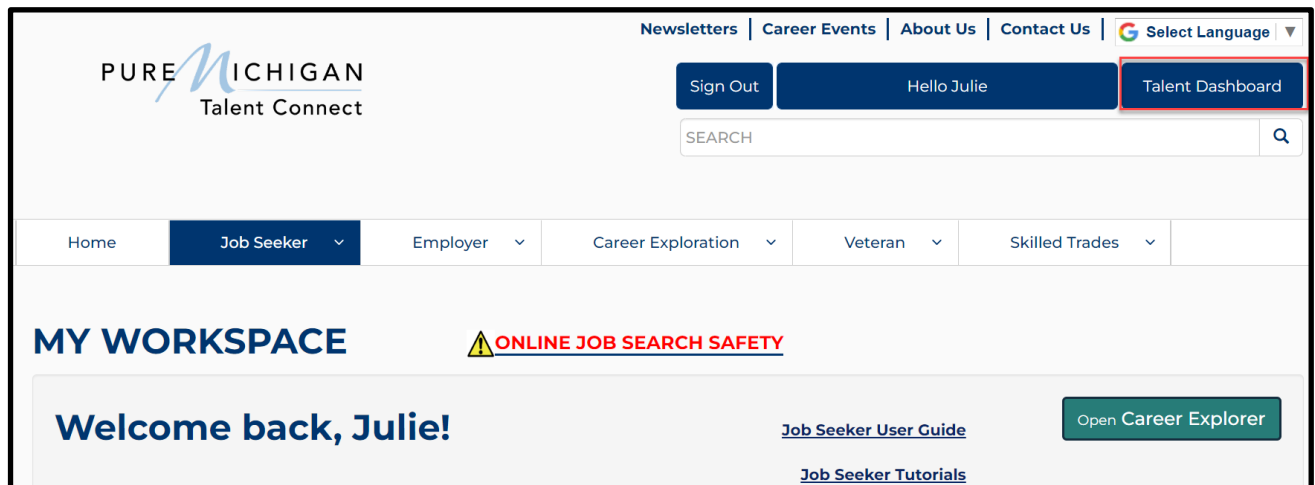 Newsletters | Career Events | About Us | Contact Us | G Select Language ▼
PURE MICHIGAN
Talent Connect
Sign Out Hello Julie Talent Dashboard
SEARCH
Home Job Seeker Employer Career Exploration Veteran Skilled Trades
MY WORKSPACE ONLINE JOB SEARCH SAFETY
Welcome back, Julie!
Open Career Explorer
Job Seeker User Guide
Job Seeker Tutorials